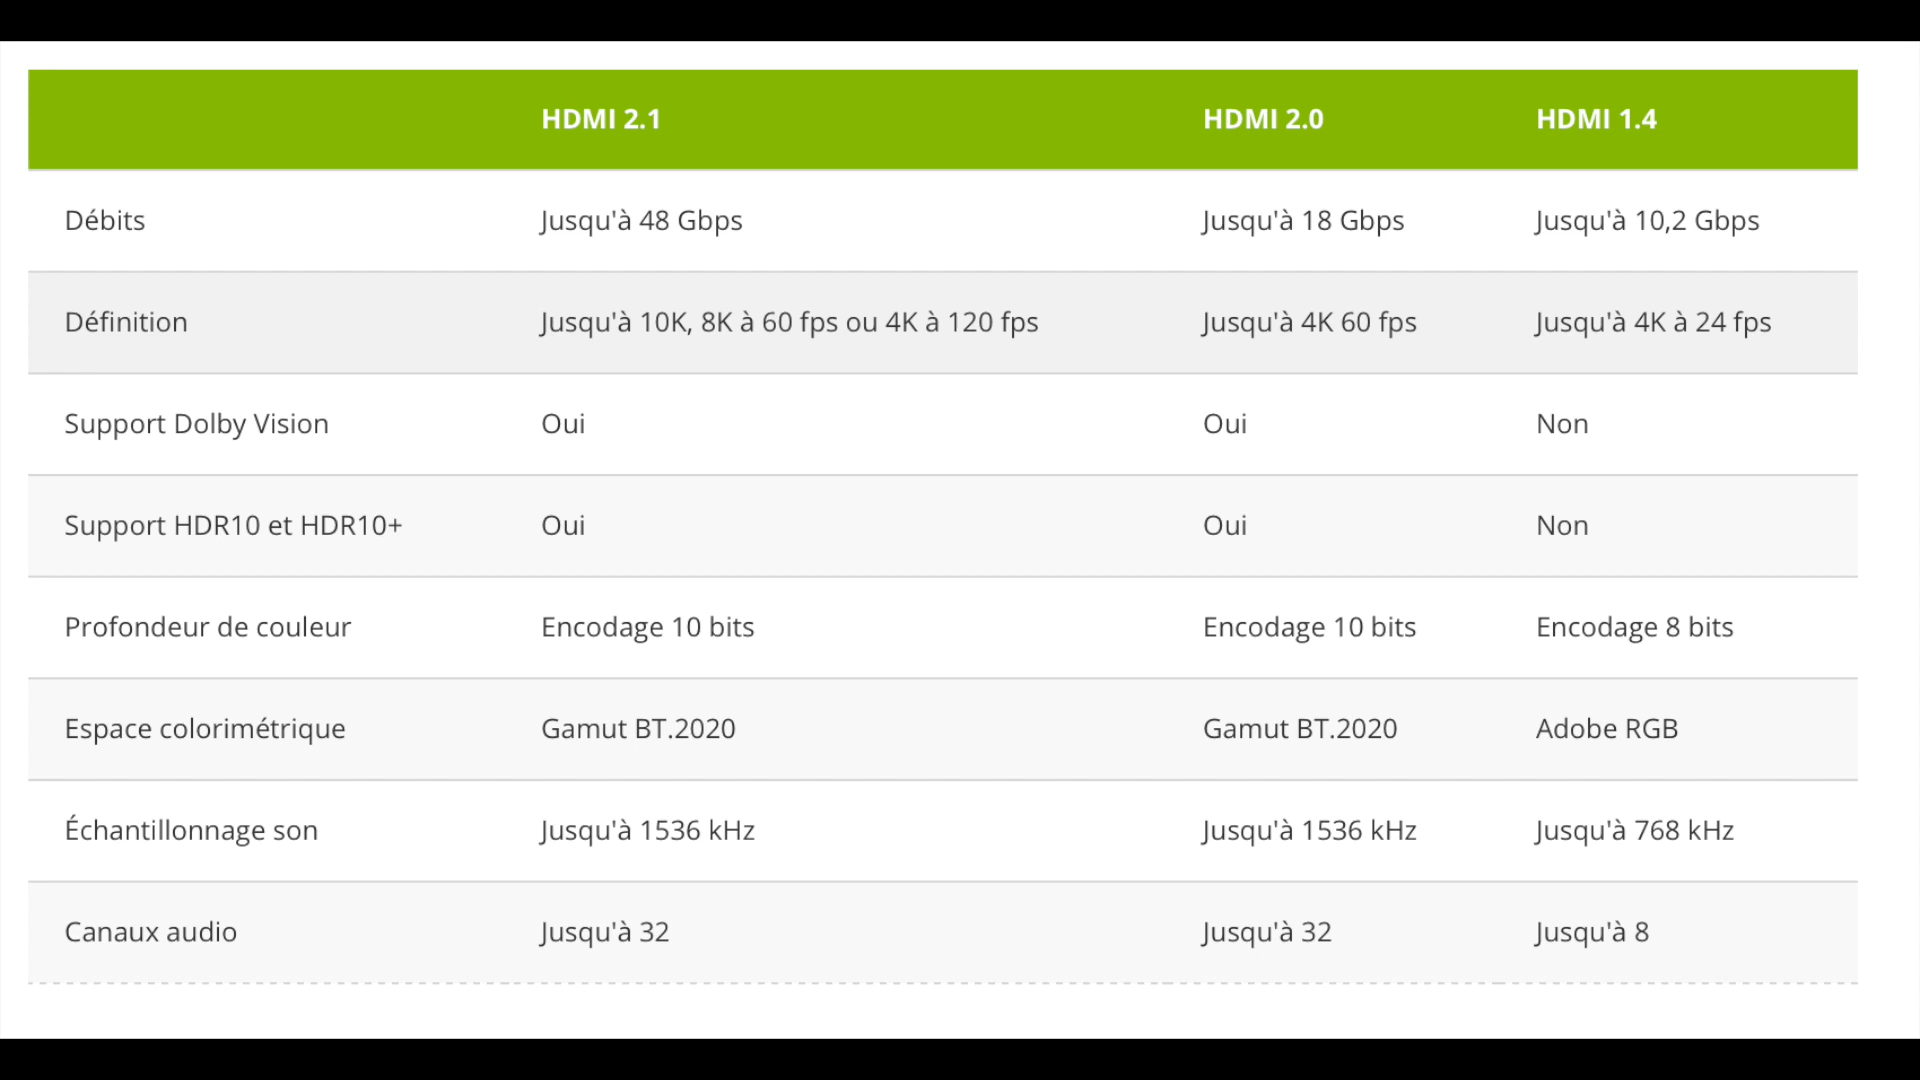 HDMI 2.1 HDMI 2.0 HDMI 1.4
Débits Jusqu'à 48 Gbps Jusqu'à 18 Gbps Jusqu'à 10,2 Gbps
Définition Jusqu'à 10K, 8K à 60 fps ou 4K à 120 fps Jusqu'à 4K 60 fps Jusqu'à 4K à 24 fps
Support Dolby Vision Oui Oui Non
Support HDR10 et HDR10+ Oui Oui Non
Profondeur de couleur Encodage 10 bits Encodage 10 bits Encodage 8 bits
Espace colorimétrique Gamut BT.2020 Gamut BT.2020 Adobe RGB
Échantillonnage son Jusqu'à 1536 kHz Jusqu'à 1536 kHz Jusqu'à 768 kHz
Canaux audio Jusqu'à 32 Jusqu'à 32 Jusqu'à 8